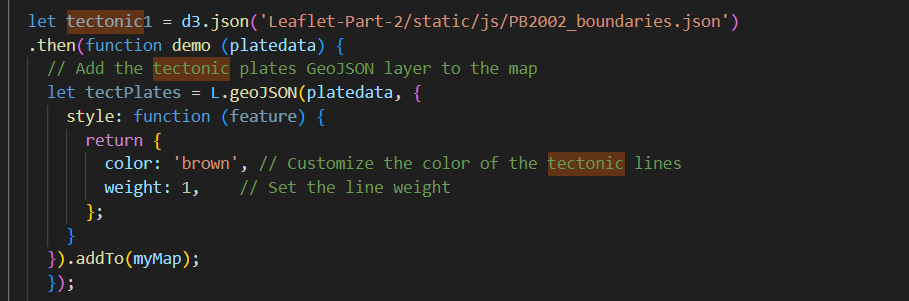 let tectonic1 = d3.json('Leaflet-Part-2/static/js/PB2002_boundaries.json')
.then(function demo (platedata) {
  // Add the tectonic plates GeoJSON layer to the map
  let tectPlates = L.geoJSON(platedata, {
    style: function (feature) {
      return {
        color: 'brown', // Customize the color of the tectonic lines
        weight: 1,    // Set the line weight
      };
    }
  }).addTo(myMap);
  });